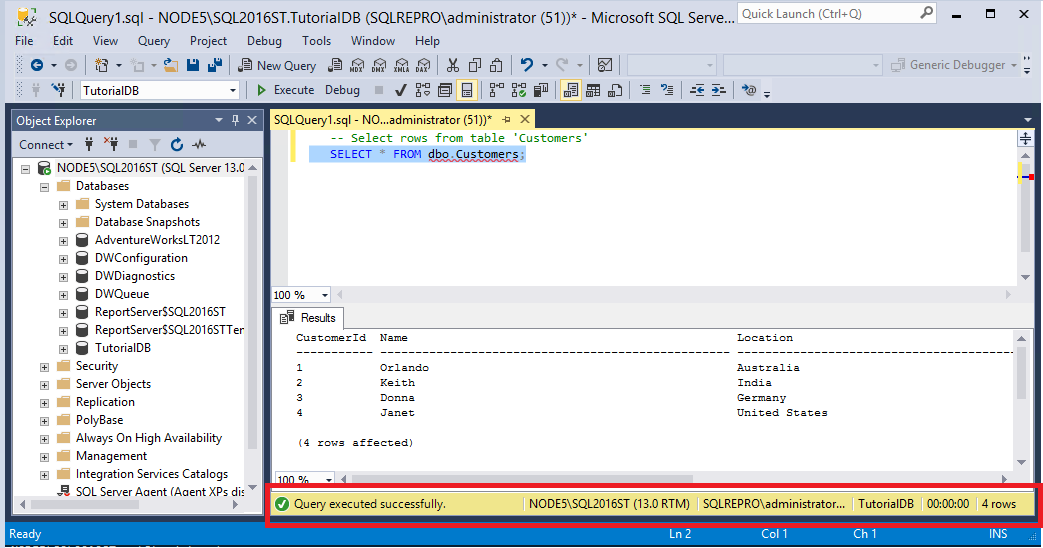 SQLQuery1.sql - NODE5\SQL2016ST.TutorialDB (SQLREPRO\administrator (51))* - Microsoft SQL Serve...
Quick Launch (Ctrl+Q)
File Edit View Query Project Debug Tools Window Help
New Query MDX DMX XMLA DAX Generic Debugger
TutorialDB Execute Debug
Object Explorer
Connect
NODE5\SQL2016ST (SQL Server 13.0
Databases
System Databases
Database Snapshots
AdventureWorksLT2012
DWConfiguration
DWDiagnostics
DWQueue
ReportServer$SQL2016ST
ReportServer$SQL2016STTer
TutorialDB
Security
Server Objects
Replication
PolyBase
Always On High Availability
Management
Integration Services Catalogs
SQL Server Agent (Agent XPs dis
SQLQuery1.sql - NO...administrator (51))*
-- Select rows from table 'Customers'
SELECT * FROM dbo.Customers;
100 %
Results
CustomerId Name Location
1 Orlando Australia
2 Keith India
3 Donna Germany
4 Janet United States
(4 rows affected)
100 %
Query executed successfully. NODE5\SQL2016ST (13.0 RTM) SQLREPRO\administrator... TutorialDB 00:00:00 4 rows
Ready Ln 2 Col 1 Ch 1 INS